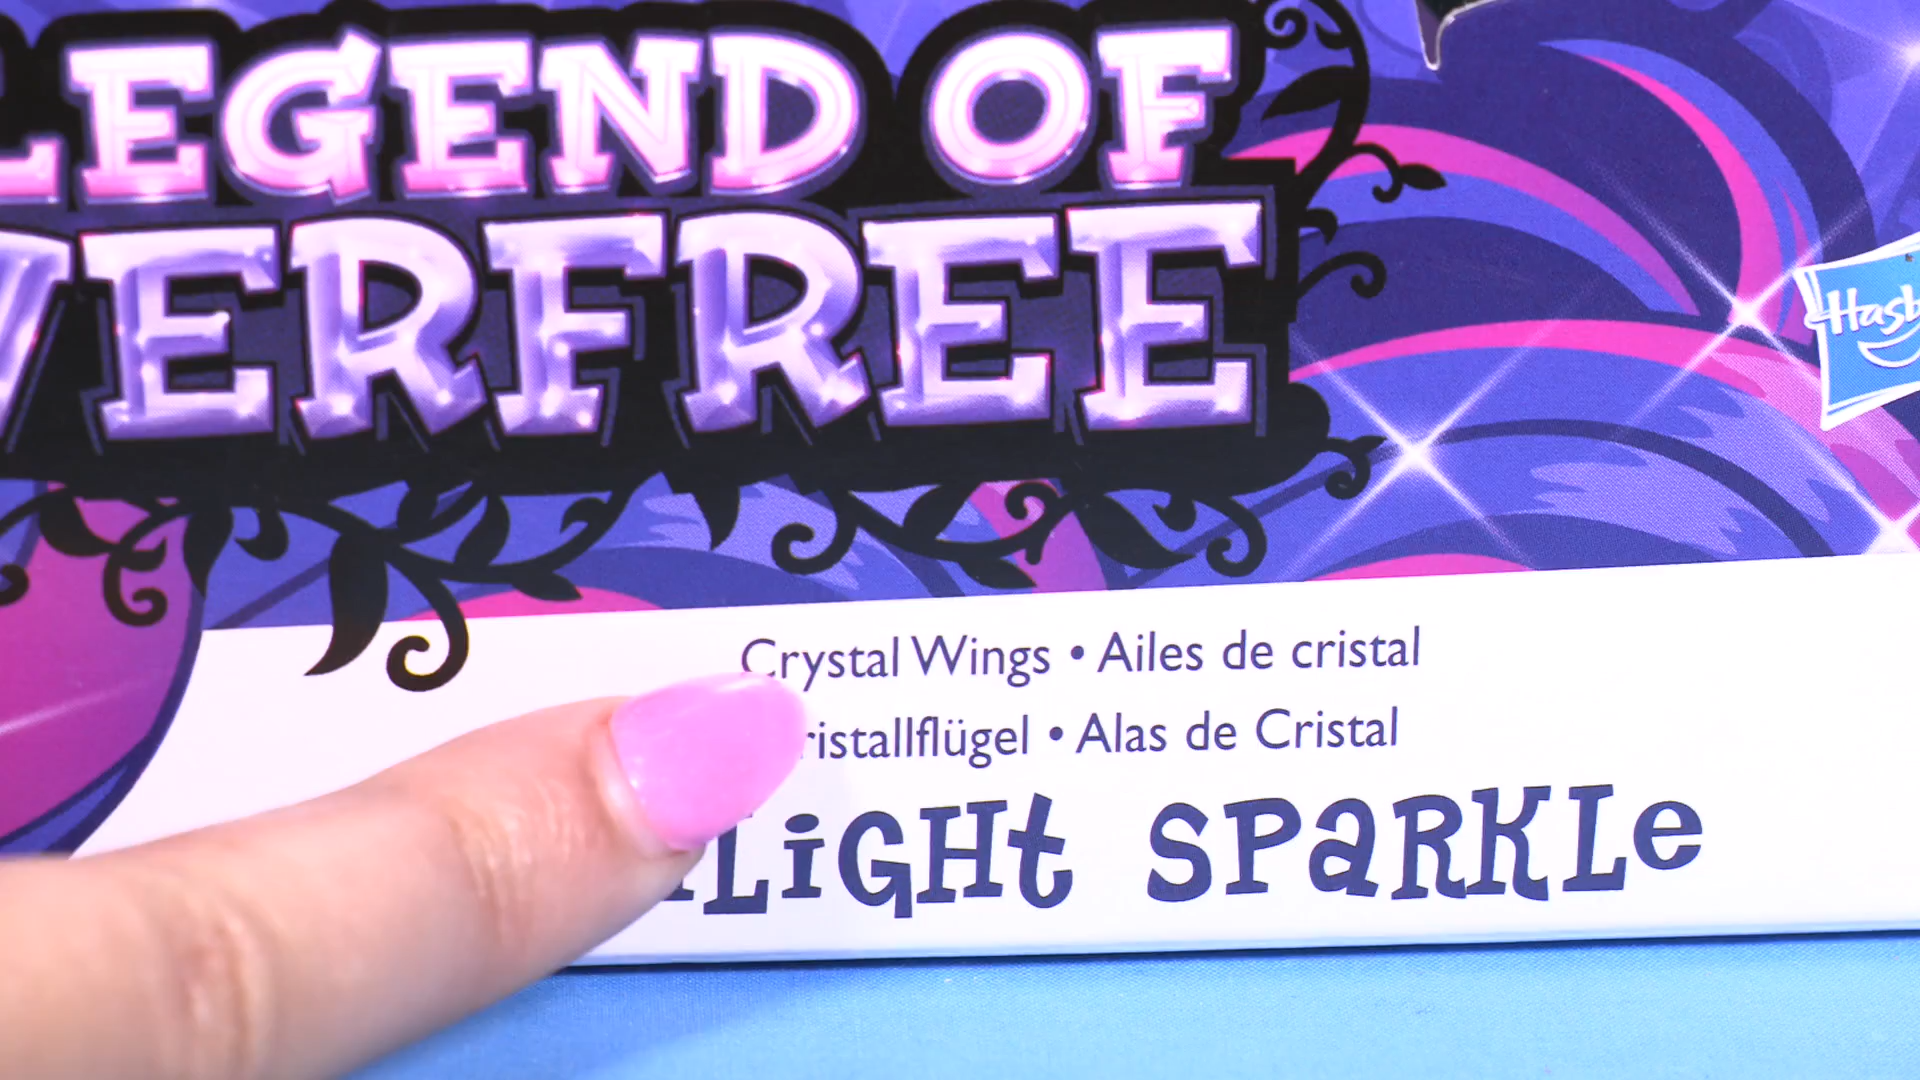 LEGEND OF
VERFREE
Hasb
Crystal Wings • Ailes de cristal
ristallflügel • Alas de Cristal
LiGHt SPaRKLe